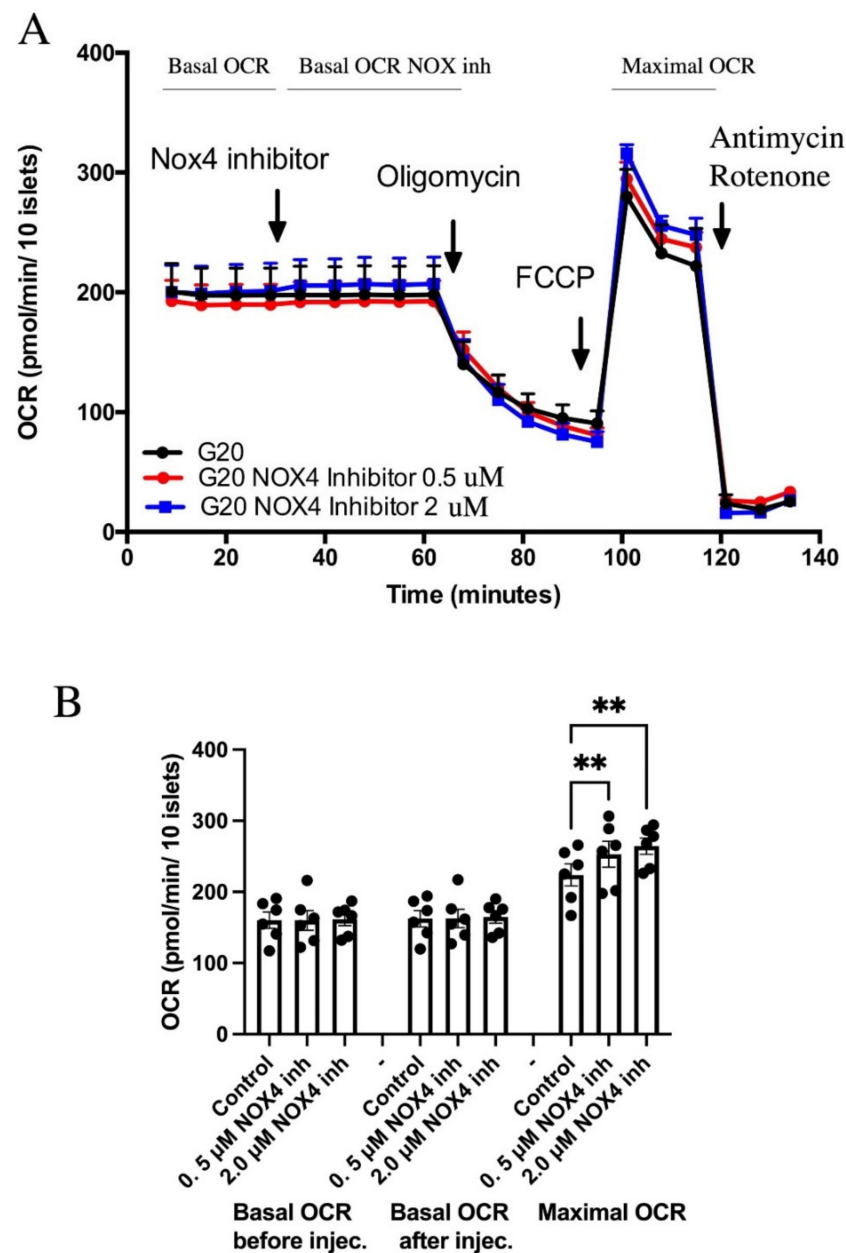 A
400
300
200
100
0
OCR (pmol/min/ 10 islets)
Basal OCR
Basal OCR NOX inh
Maximal OCR
Nox4 inhibitor
Oligomycin
FCCP
Antimycin
Rotenone
G20
G20 NOX4 Inhibitor 0.5 uM
G20 NOX4 Inhibitor 2 uM
0 20 40 60 80 100 120 140
Time (minutes)
B
400
300
200
100
0
OCR (pmol/min/ 10 islets)
**
**
Control
0. 5 µM NOX4 inh
2.0 µM NOX4 inh
-
Control
0. 5 µM NOX4 inh
2.0 µM NOX4 inh
-
Control
0. 5 µM NOX4 inh
2.0 µM NOX4 inh
Basal OCR
before injec.
Basal OCR
after injec.
Maximal OCR